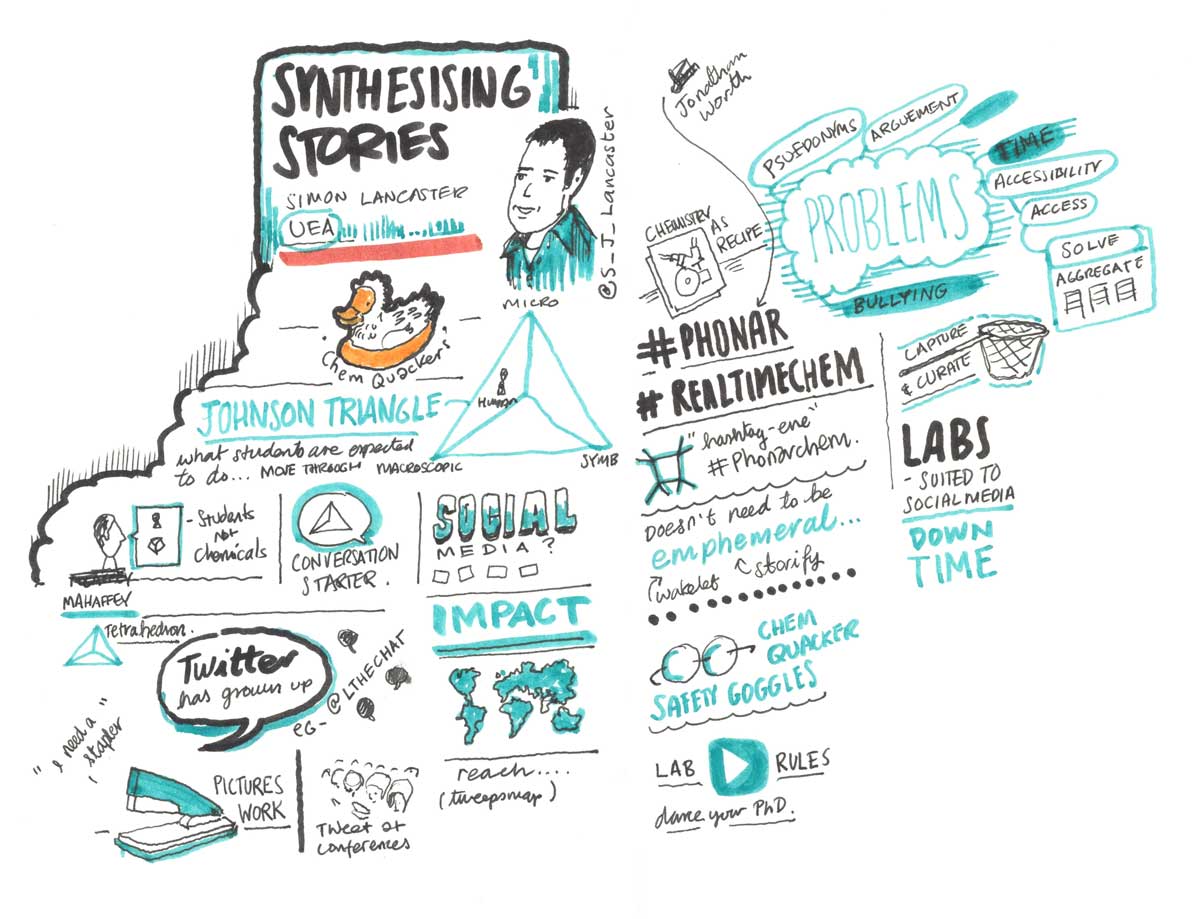 SYNTHESISING
STORIES
SIMON LANCASTER
UEA
@S_J_Lancaster
Chem Quackers
MICRO
HUMAN
JOHNSON TRIANGLE
what students are expected
to do... MOVE THROUGH MACROSCOPIC
SYMB
- Students
not
Chemicals
MAHAFFEY
CONVERSATION
STARTER.
SOCIAL
MEDIA?
Tetrahedron.
Twitter
has grown up
eg- @LTHECHAT
IMPACT
"I need a"
stapler
PICTURES
WORK
Tweet at
conferences
reach....
(tweepsmap)
Jonathan
Worth
CHEMISTRY
AS
RECIPE
PSUEDONYMS
ARGUEMENT
TIME
ACCESSIBILITY
ACCESS
PROBLEMS
SOLVE
AGGREGATE
BULLYING
#PHONAR
#REALTIMECHEM
"hashtag-ene"
#Phonarchem.
Doesn't need to be
emphemeral...
wakelet storify
CHEM
QUACKER
SAFETY GOGGLES
LAB RULES
dance your PhD.
CAPTURE
& CURATE
LABS
- SUITED TO
SOCIAL MEDIA
DOWN
TIME